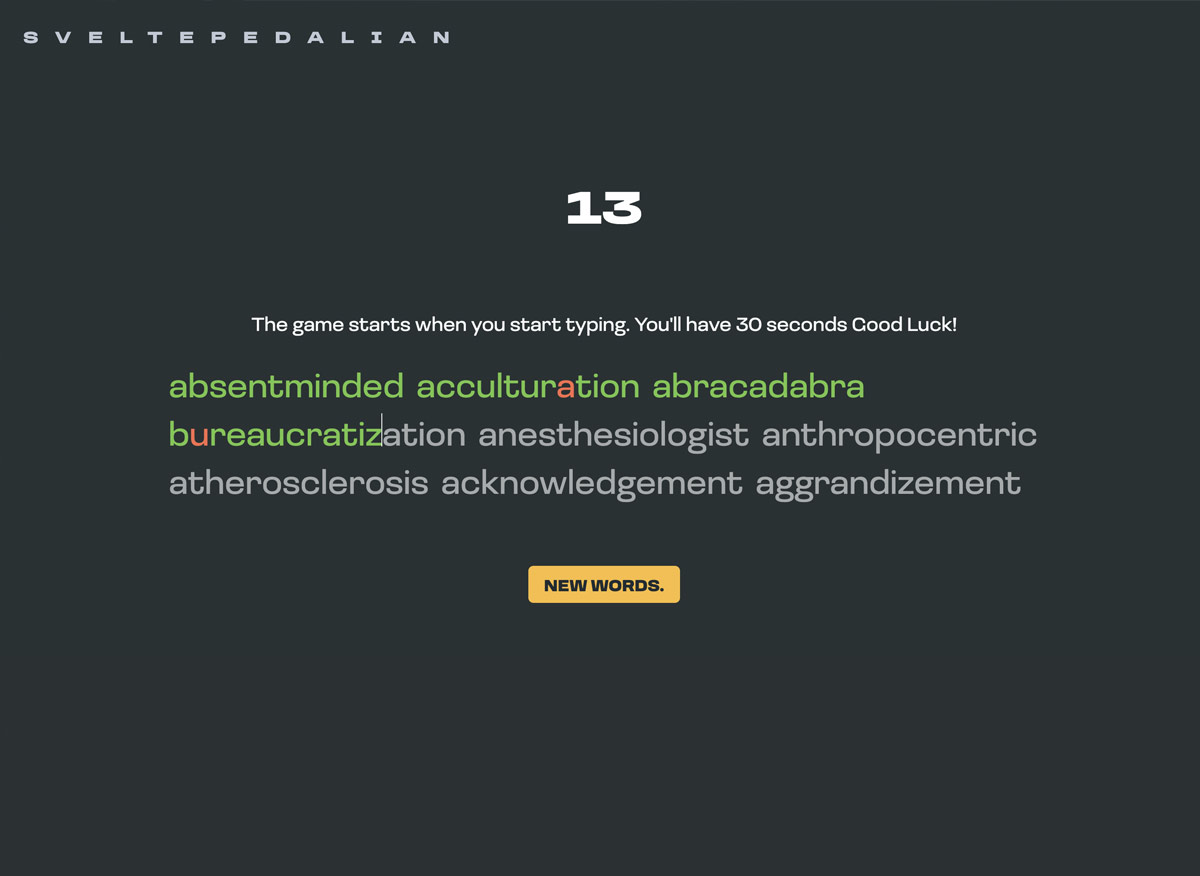 SVELTEPEDALIAN
13
The game starts when you start typing. You'll have 30 seconds Good Luck!
absentminded acculturation abracadabra
bureaucratization anesthesiologist anthropocentric
atherosclerosis acknowledgement aggrandizement
NEW WORDS.